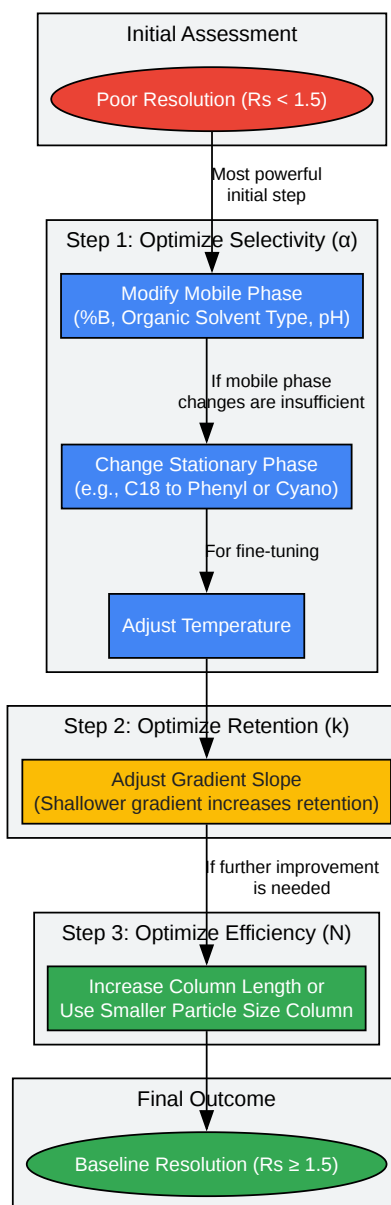 Initial Assessment
Poor Resolution (Rs < 1.5)
Most powerful
initial step
Step 1: Optimize Selectivity (α)
Modify Mobile Phase
(%B, Organic Solvent Type, pH)
If mobile phase
changes are insufficient
Change Stationary Phase
(e.g., C18 to Phenyl or Cyano)
For fine-tuning
Adjust Temperature
Step 2: Optimize Retention (k)
Adjust Gradient Slope
(Shallower gradient increases retention)
If further improvement
is needed
Step 3: Optimize Efficiency (N)
Increase Column Length or
Use Smaller Particle Size Column
Final Outcome
Baseline Resolution (Rs ≥ 1.5)